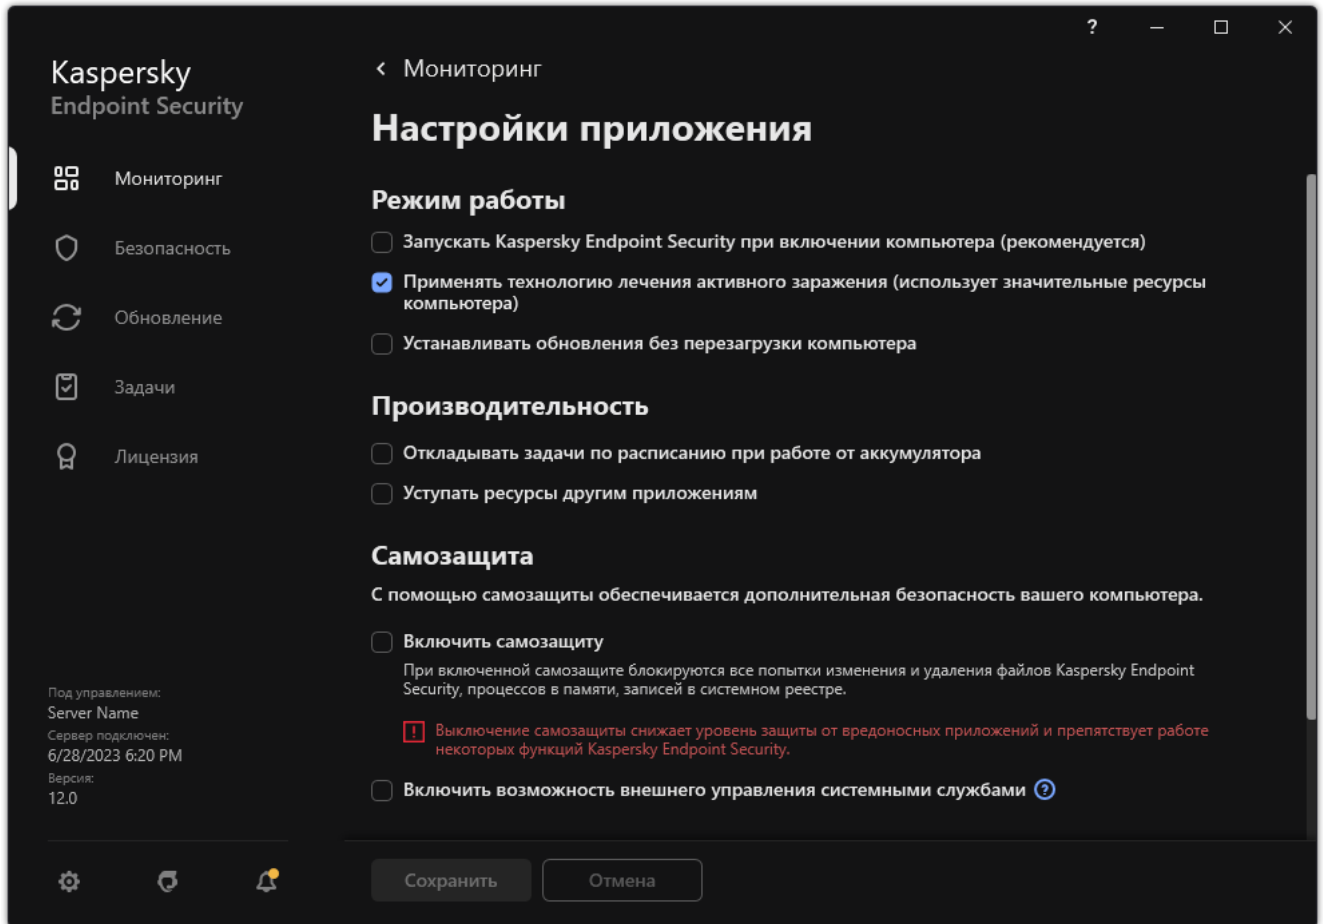 ?
Kaspersky
Endpoint Security
Мониторинг
Безопасность
Обновление
Задачи
Лицензия
Под управлением:
Server Name
Сервер подключен:
6/28/2023 6:20 PM
Версия:
12.0
Мониторинг
Настройки приложения
Режим работы
Запускать Kaspersky Endpoint Security при включении компьютера (рекомендуется)
Применять технологию лечения активного заражения (использует значительные ресурсы
компьютера)
Устанавливать обновления без перезагрузки компьютера
Производительность
Откладывать задачи по расписанию при работе от аккумулятора
Уступать ресурсы другим приложениям
Самозащита
С помощью самозащиты обеспечивается дополнительная безопасность вашего компьютера.
Включить самозащиту
При включенной самозащите блокируются все попытки изменения и удаления файлов Kaspersky Endpoint
Security, процессов в памяти, записей в системном реестре.
Выключение самозащиты снижает уровень защиты от вредоносных приложений и препятствует работе
некоторых функций Kaspersky Endpoint Security.
Включить возможность внешнего управления системными службами ?
Сохранить
Отмена